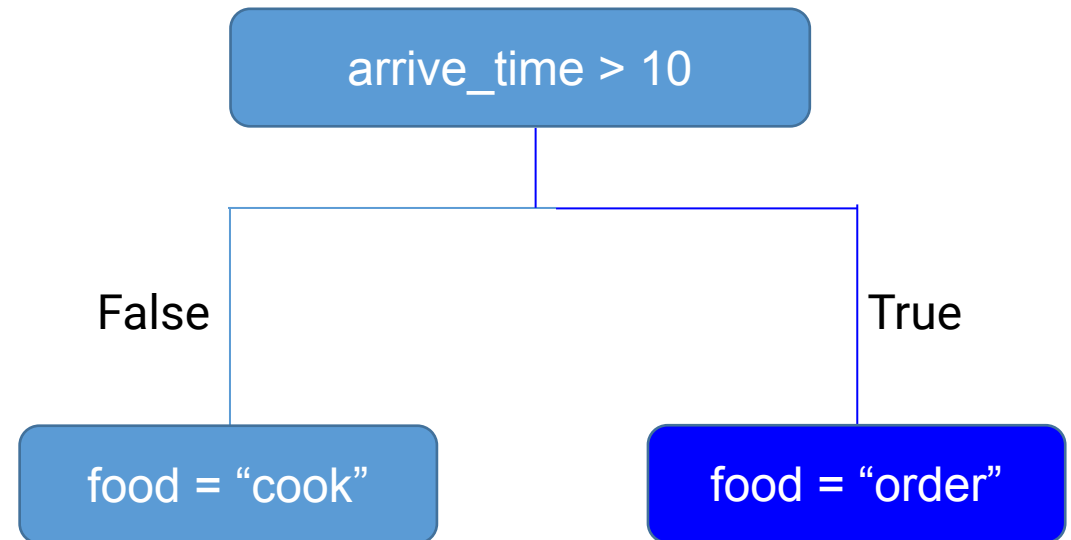 arrive_time > 10
False
True
food = “cook”
food = “order”